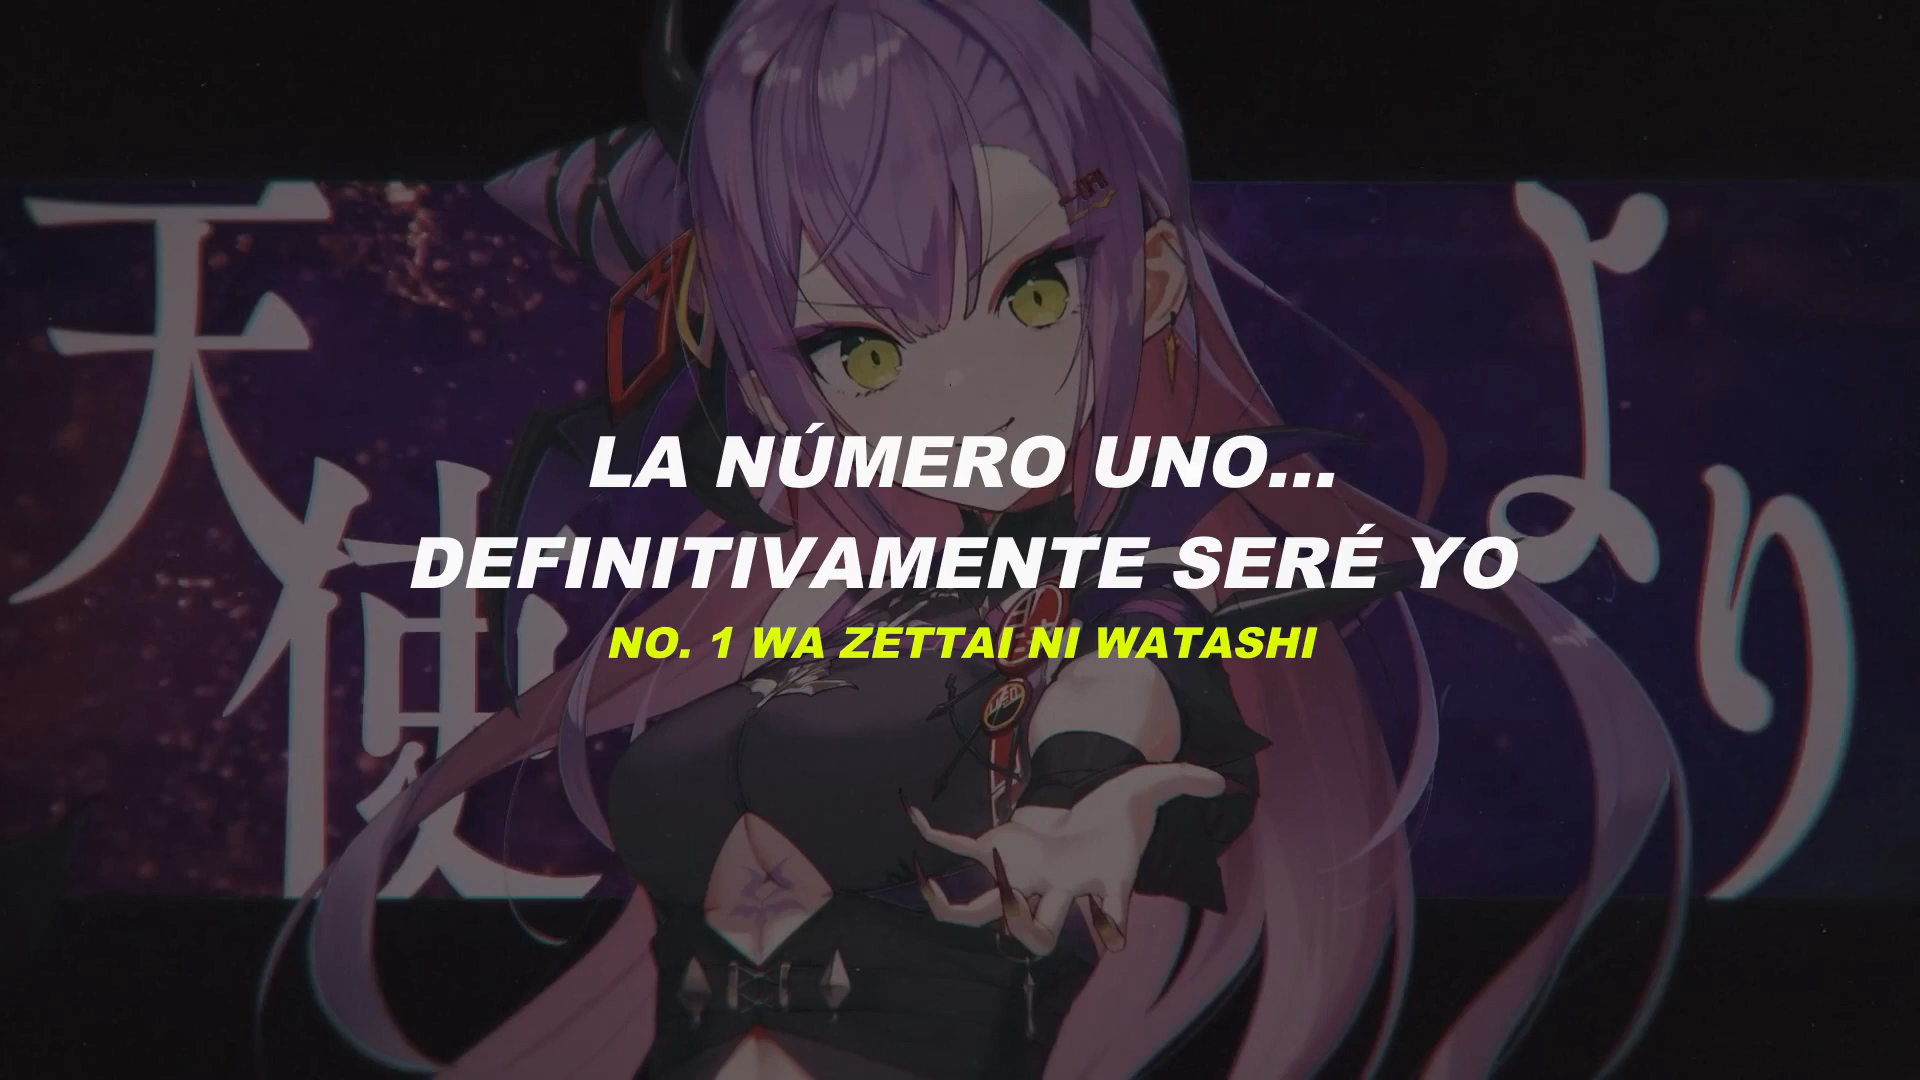 天使より
LA NÚMERO UNO...
DEFINITIVAMENTE SERÉ YO
NO. 1 WA ZETTAI NI WATASHI